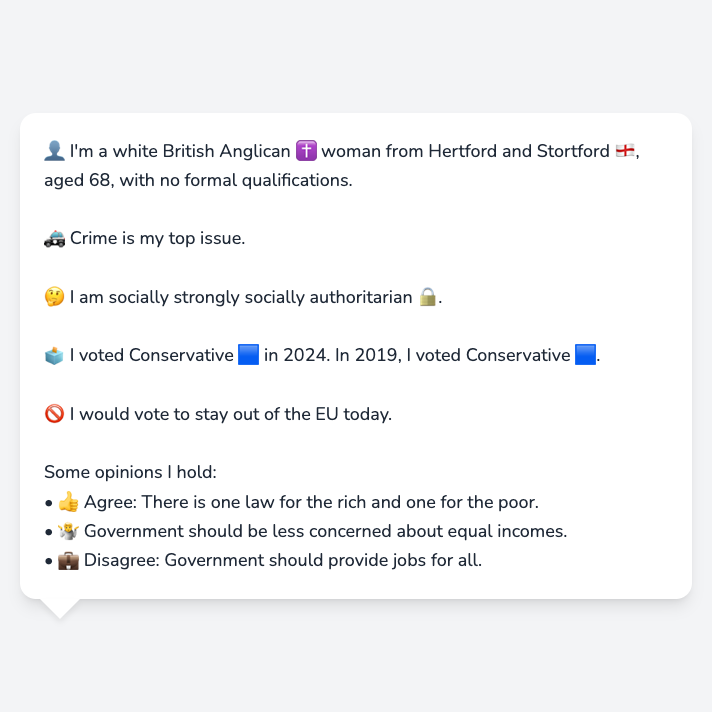 👤 I'm a white British Anglican ✝️ woman from Hertford and Stortford 🏴󠁧󠁢󠁥󠁮󠁧󠁿,
aged 68, with no formal qualifications.
🚓 Crime is my top issue.
🤔 I am socially strongly socially authoritarian 🔒.
🗳️ I voted Conservative 🟦 in 2024. In 2019, I voted Conservative 🟦.
🚫 I would vote to stay out of the EU today.
Some opinions I hold:
• 👍 Agree: There is one law for the rich and one for the poor.
• 🤷 Government should be less concerned about equal incomes.
• 💼 Disagree: Government should provide jobs for all.